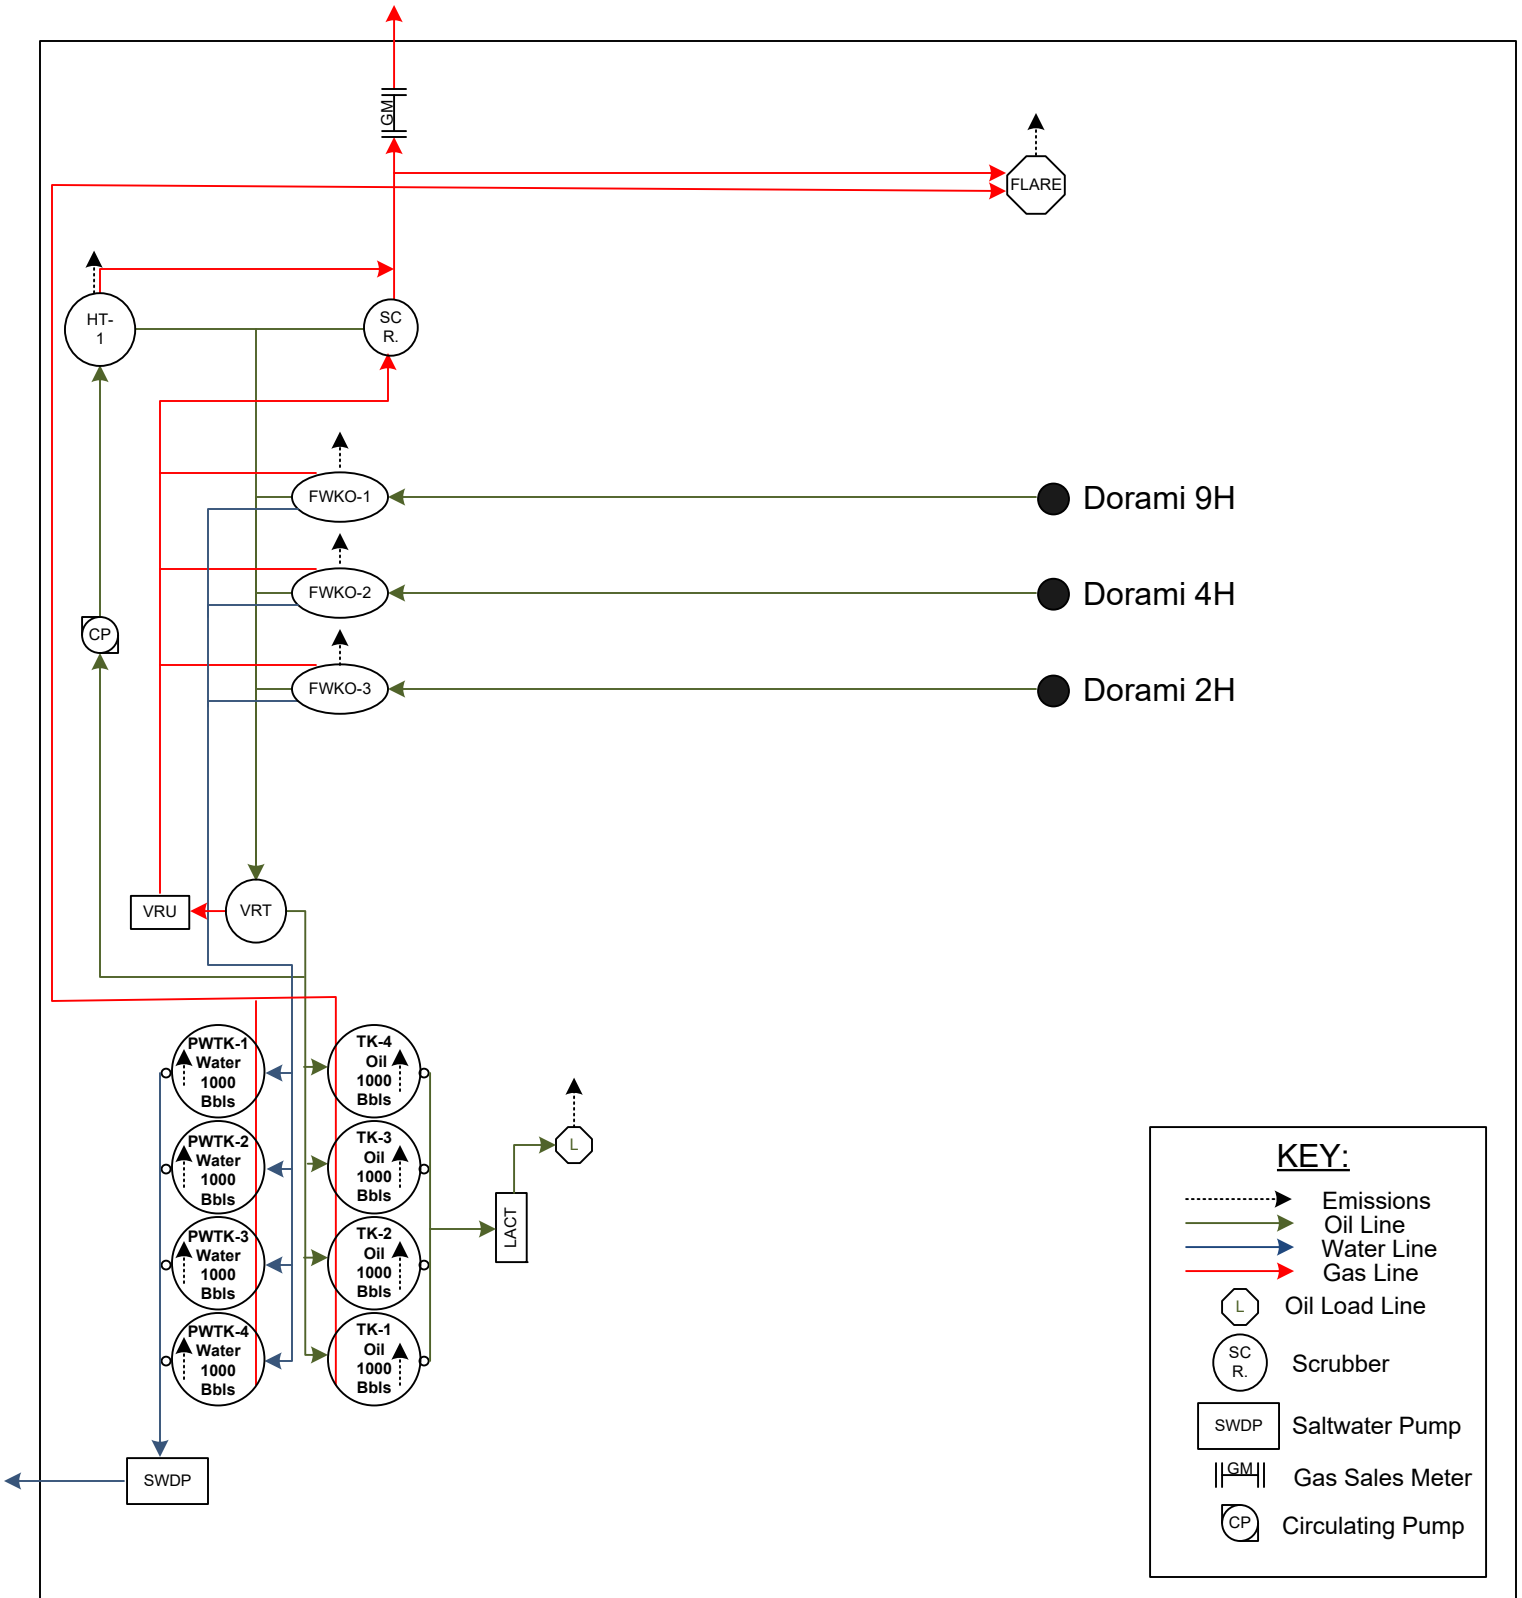 GM
FLARE
HT-
1
SC
R.
FWKO-1
Dorami 9H
FWKO-2
Dorami 4H
CP
FWKO-3
Dorami 2H
VRU
VRT
PWTK-1
Water
1000
Bbls
TK-4
Oil
1000
Bbls
PWTK-2
Water
1000
Bbls
TK-3
Oil
1000
Bbls
L
PWTK-3
Water
1000
Bbls
TK-2
Oil
1000
Bbls
LACT
PWTK-4
Water
1000
Bbls
TK-1
Oil
1000
Bbls
SWDP
KEY:
Emissions
Oil Line
Water Line
Gas Line
L Oil Load Line
SC
R.
Scrubber
SWDP Saltwater Pump
GM Gas Sales Meter
CP Circulating Pump